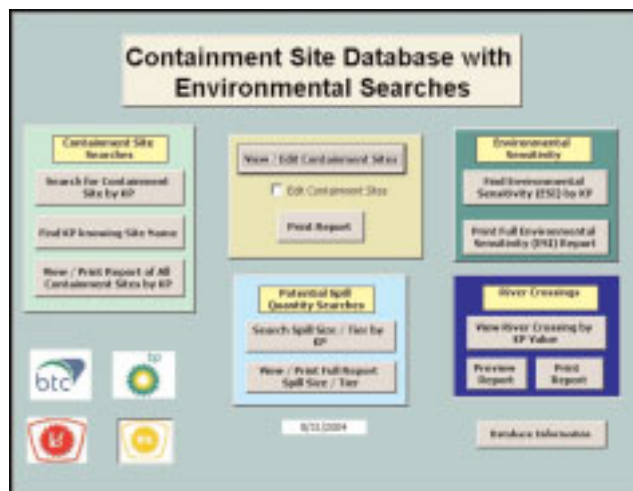 Containment Site Database with
Environmental Searches
Containment Site
Searches
Search for Containment
Site by KP
Find KP knowing Site Name
View / Print Report of All
Containment Sites by KP
View / Edit Containment Sites
Edit Containment Sites
Print Report
Potential Spill
Quantity Searches
Search Spill Size / Tier by
KP
View / Print Full Report
Spill Size / Tier
Environmental
Sensitivity
Find Environmental
Sensitivity (ESI) by KP
Print Full Environmental
Sensitivity (ESI) Report
River Crossings
View River Crossing by
KP Value
Preview
Report
Print
Report
btc
bp
Database Information